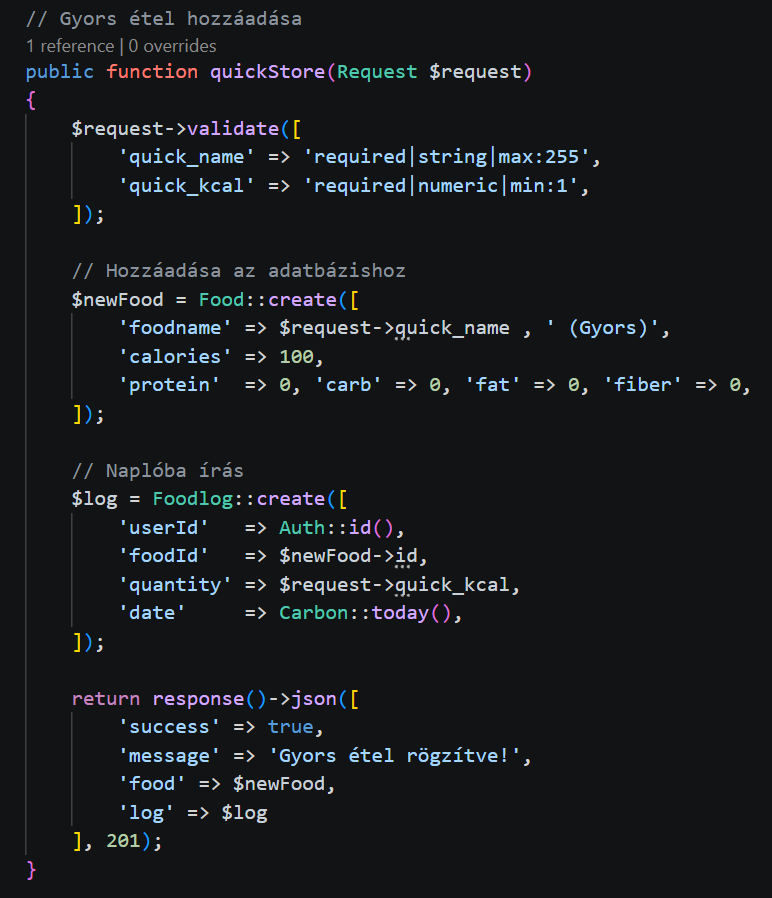 // Gyors étel hozzáadása
1 reference | 0 overrides
public function quickStore(Request $request)
{
    $request->validate([
        'quick_name' => 'required|string|max:255',
        'quick_kcal' => 'required|numeric|min:1',
    ]);
    // Hozzáadása az adatbázishoz
    $newFood = Food::create([
        'foodname' => $request->quick_name , ' (Gyors)',
        'calories' => 100,
        'protein'  => 0, 'carb' => 0, 'fat' => 0, 'fiber' => 0,
    ]);
    // Naplóba írás
    $log = Foodlog::create([
        'userId'   => Auth::id(),
        'foodId'   => $newFood->id,
        'quantity' => $request->quick_kcal,
        'date'     => Carbon::today(),
    ]);
    return response()->json([
        'success' => true,
        'message' => 'Gyors étel rögzítve!',
        'food' => $newFood,
        'log' => $log
    ], 201);
}